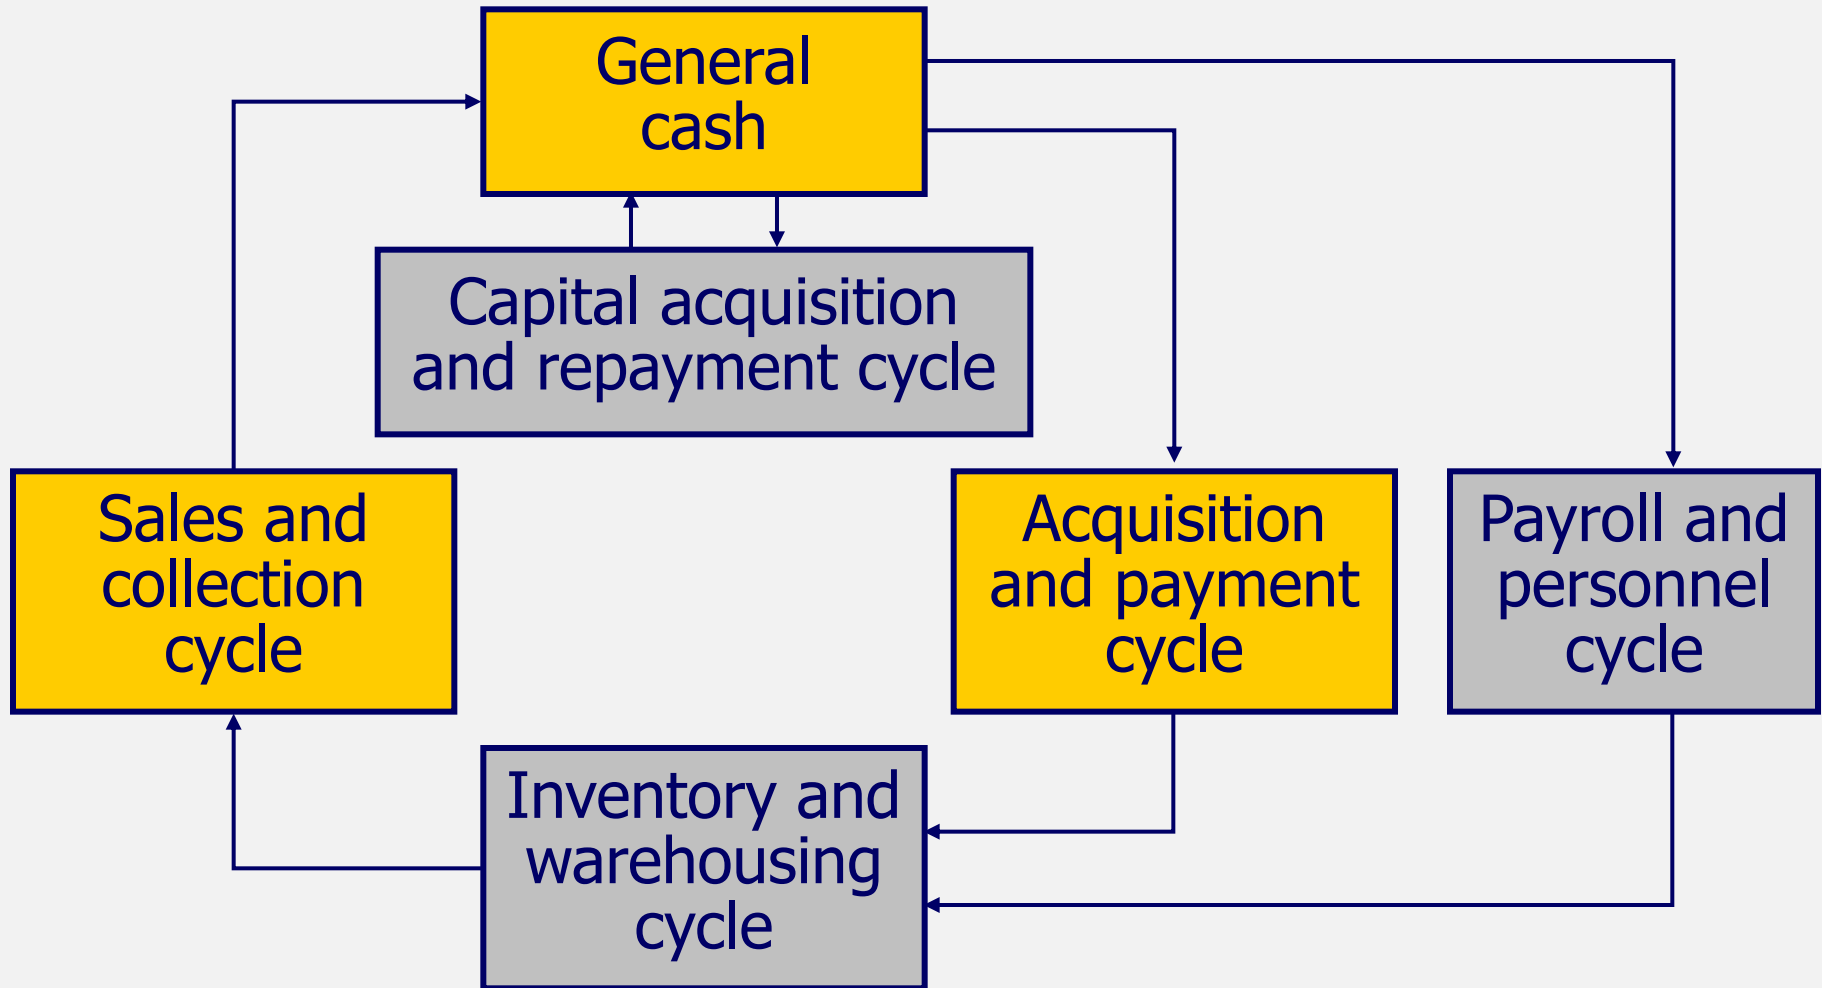 General
cash
Capital acquisition
and repayment cycle
Sales and
collection
cycle
Acquisition
and payment
cycle
Payroll and
personnel
cycle
Inventory and
warehousing
cycle